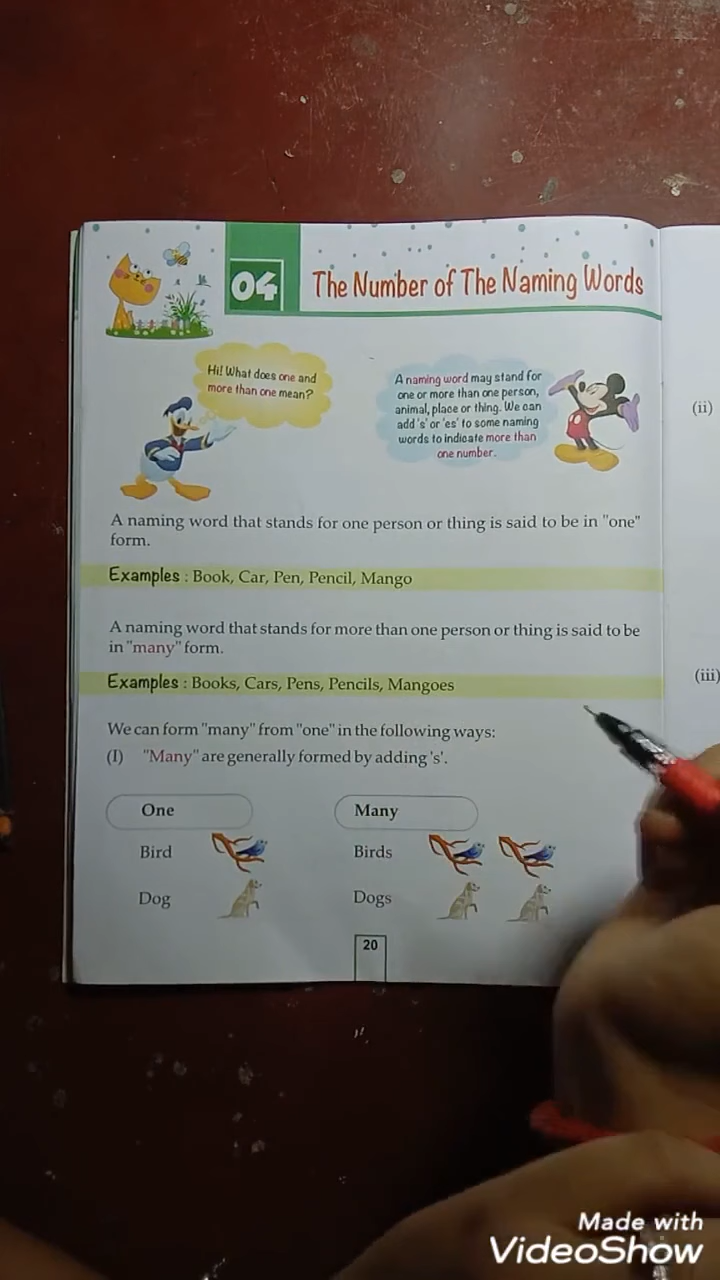 04
The Number of The Naming Words
Hi! What does one and
more than one mean?
A naming word may stand for
one or more than one person,
animal, place or thing. We can
add 's' or 'es' to some naming
words to indicate more than
one number.
A naming word that stands for one person or thing is said to be in "one"
form.
Examples : Book, Car, Pen, Pencil, Mango
A naming word that stands for more than one person or thing is said to be
in "many" form.
Examples : Books, Cars, Pens, Pencils, Mangoes
We can form "many" from "one" in the following ways:
(I) "Many" are generally formed by adding 's'.
One Many
Bird Birds
Dog Dogs
20
(ii)
(iii)
Made with
VideoShow